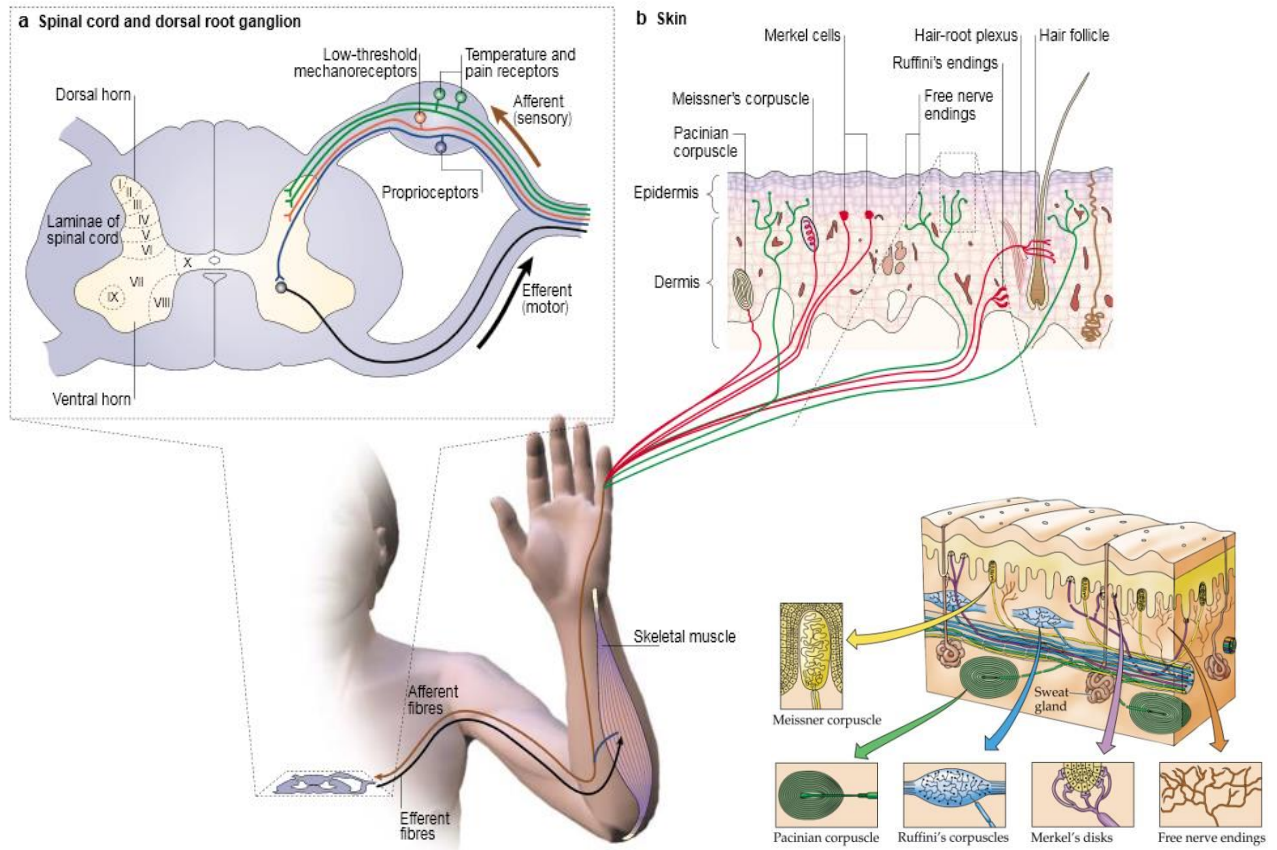 a Spinal cord and dorsal root ganglion
Low-threshold
mechanoreceptors
Temperature and
pain receptors
Dorsal horn
Afferent
(sensory)
Proprioceptors
I
II
III
IV
V
VI
Laminae of
spinal cord
X
VII
IX
VIII
Efferent
(motor)
Ventral horn
b Skin
Merkel cells
Hair-root plexus
Hair follicle
Ruffini's endings
Meissner's corpuscle
Free nerve
endings
Pacinian
corpuscle
Epidermis
Dermis
Skeletal muscle
Afferent
fibres
Efferent
fibres
Sweat
gland
Meissner corpuscle
Pacinian corpuscle
Ruffini's corpuscles
Merkel's disks
Free nerve endings